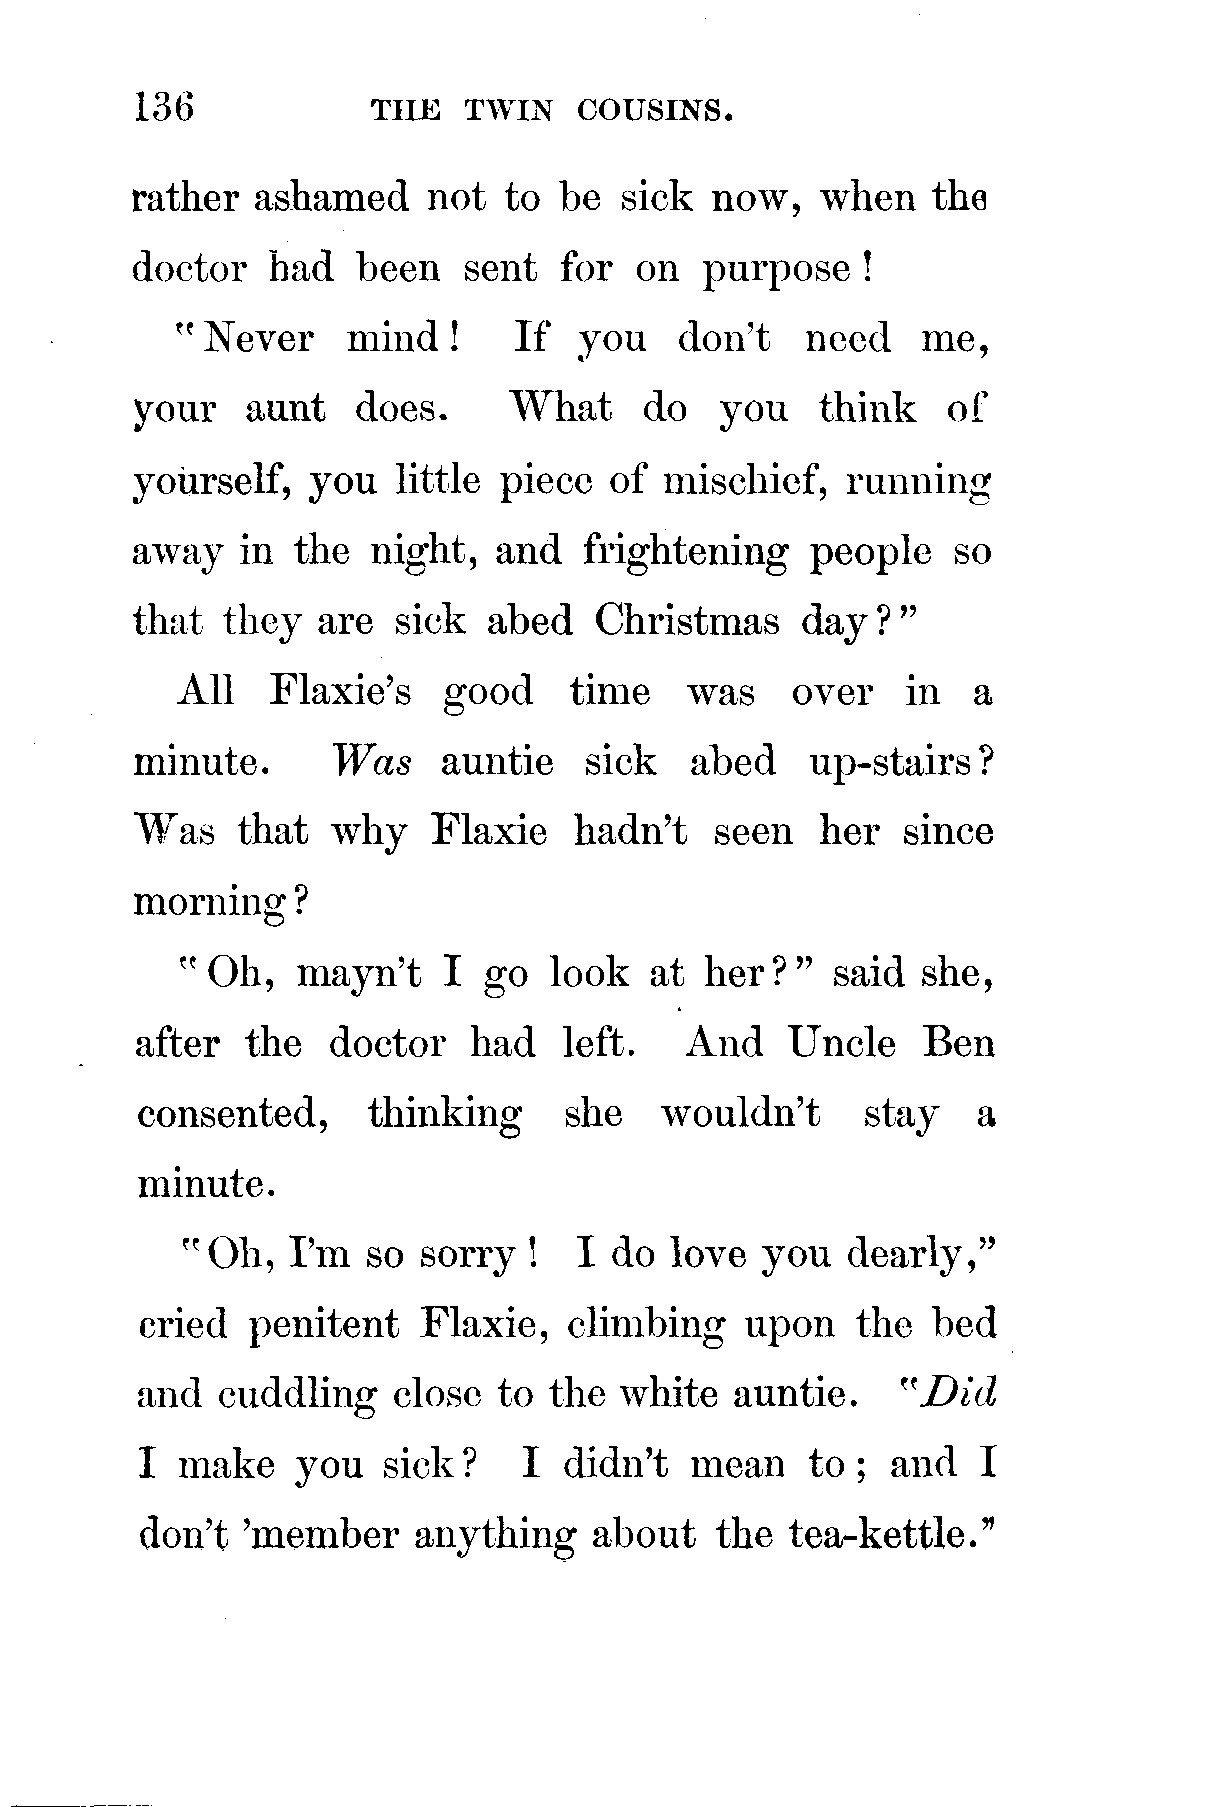 136 THE TWIN COUSINS.
rather ashamed not to be sick now, when the
doctor had been sent for on purpose!
"Never mind! If you don't need me,
your aunt does. What do you think of
yourself, you little piece of mischief, running
away in the night, and frightening people so
that they are sick abed Christmas day?"
All Flaxie's good time was over in a
minute. Was auntie sick abed up-stairs?
Was that why Flaxie hadn't seen her since
morning?
"Oh, mayn't I go look at her?" said she,
after the doctor had left. And Uncle Ben
consented, thinking she wouldn't stay a
minute.
"Oh, I'm so sorry! I do love you dearly,"
cried penitent Flaxie, climbing upon the bed
and cuddling close to the white auntie. "Did
I make you sick? I didn't mean to; and I
don't 'member anything about the tea-kettle."